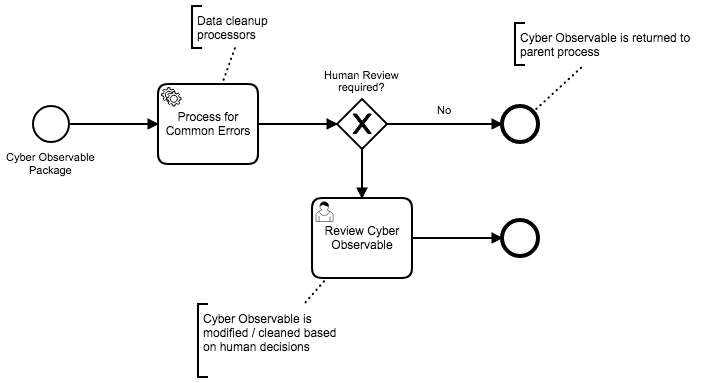 Data cleanup
processors
Cyber Observable is returned to
parent process
Human Review
required?
Process for
Common Errors
No
Cyber Observable
Package
Review Cyber
Observable
Cyber Observable is
modified / cleaned based
on human decisions